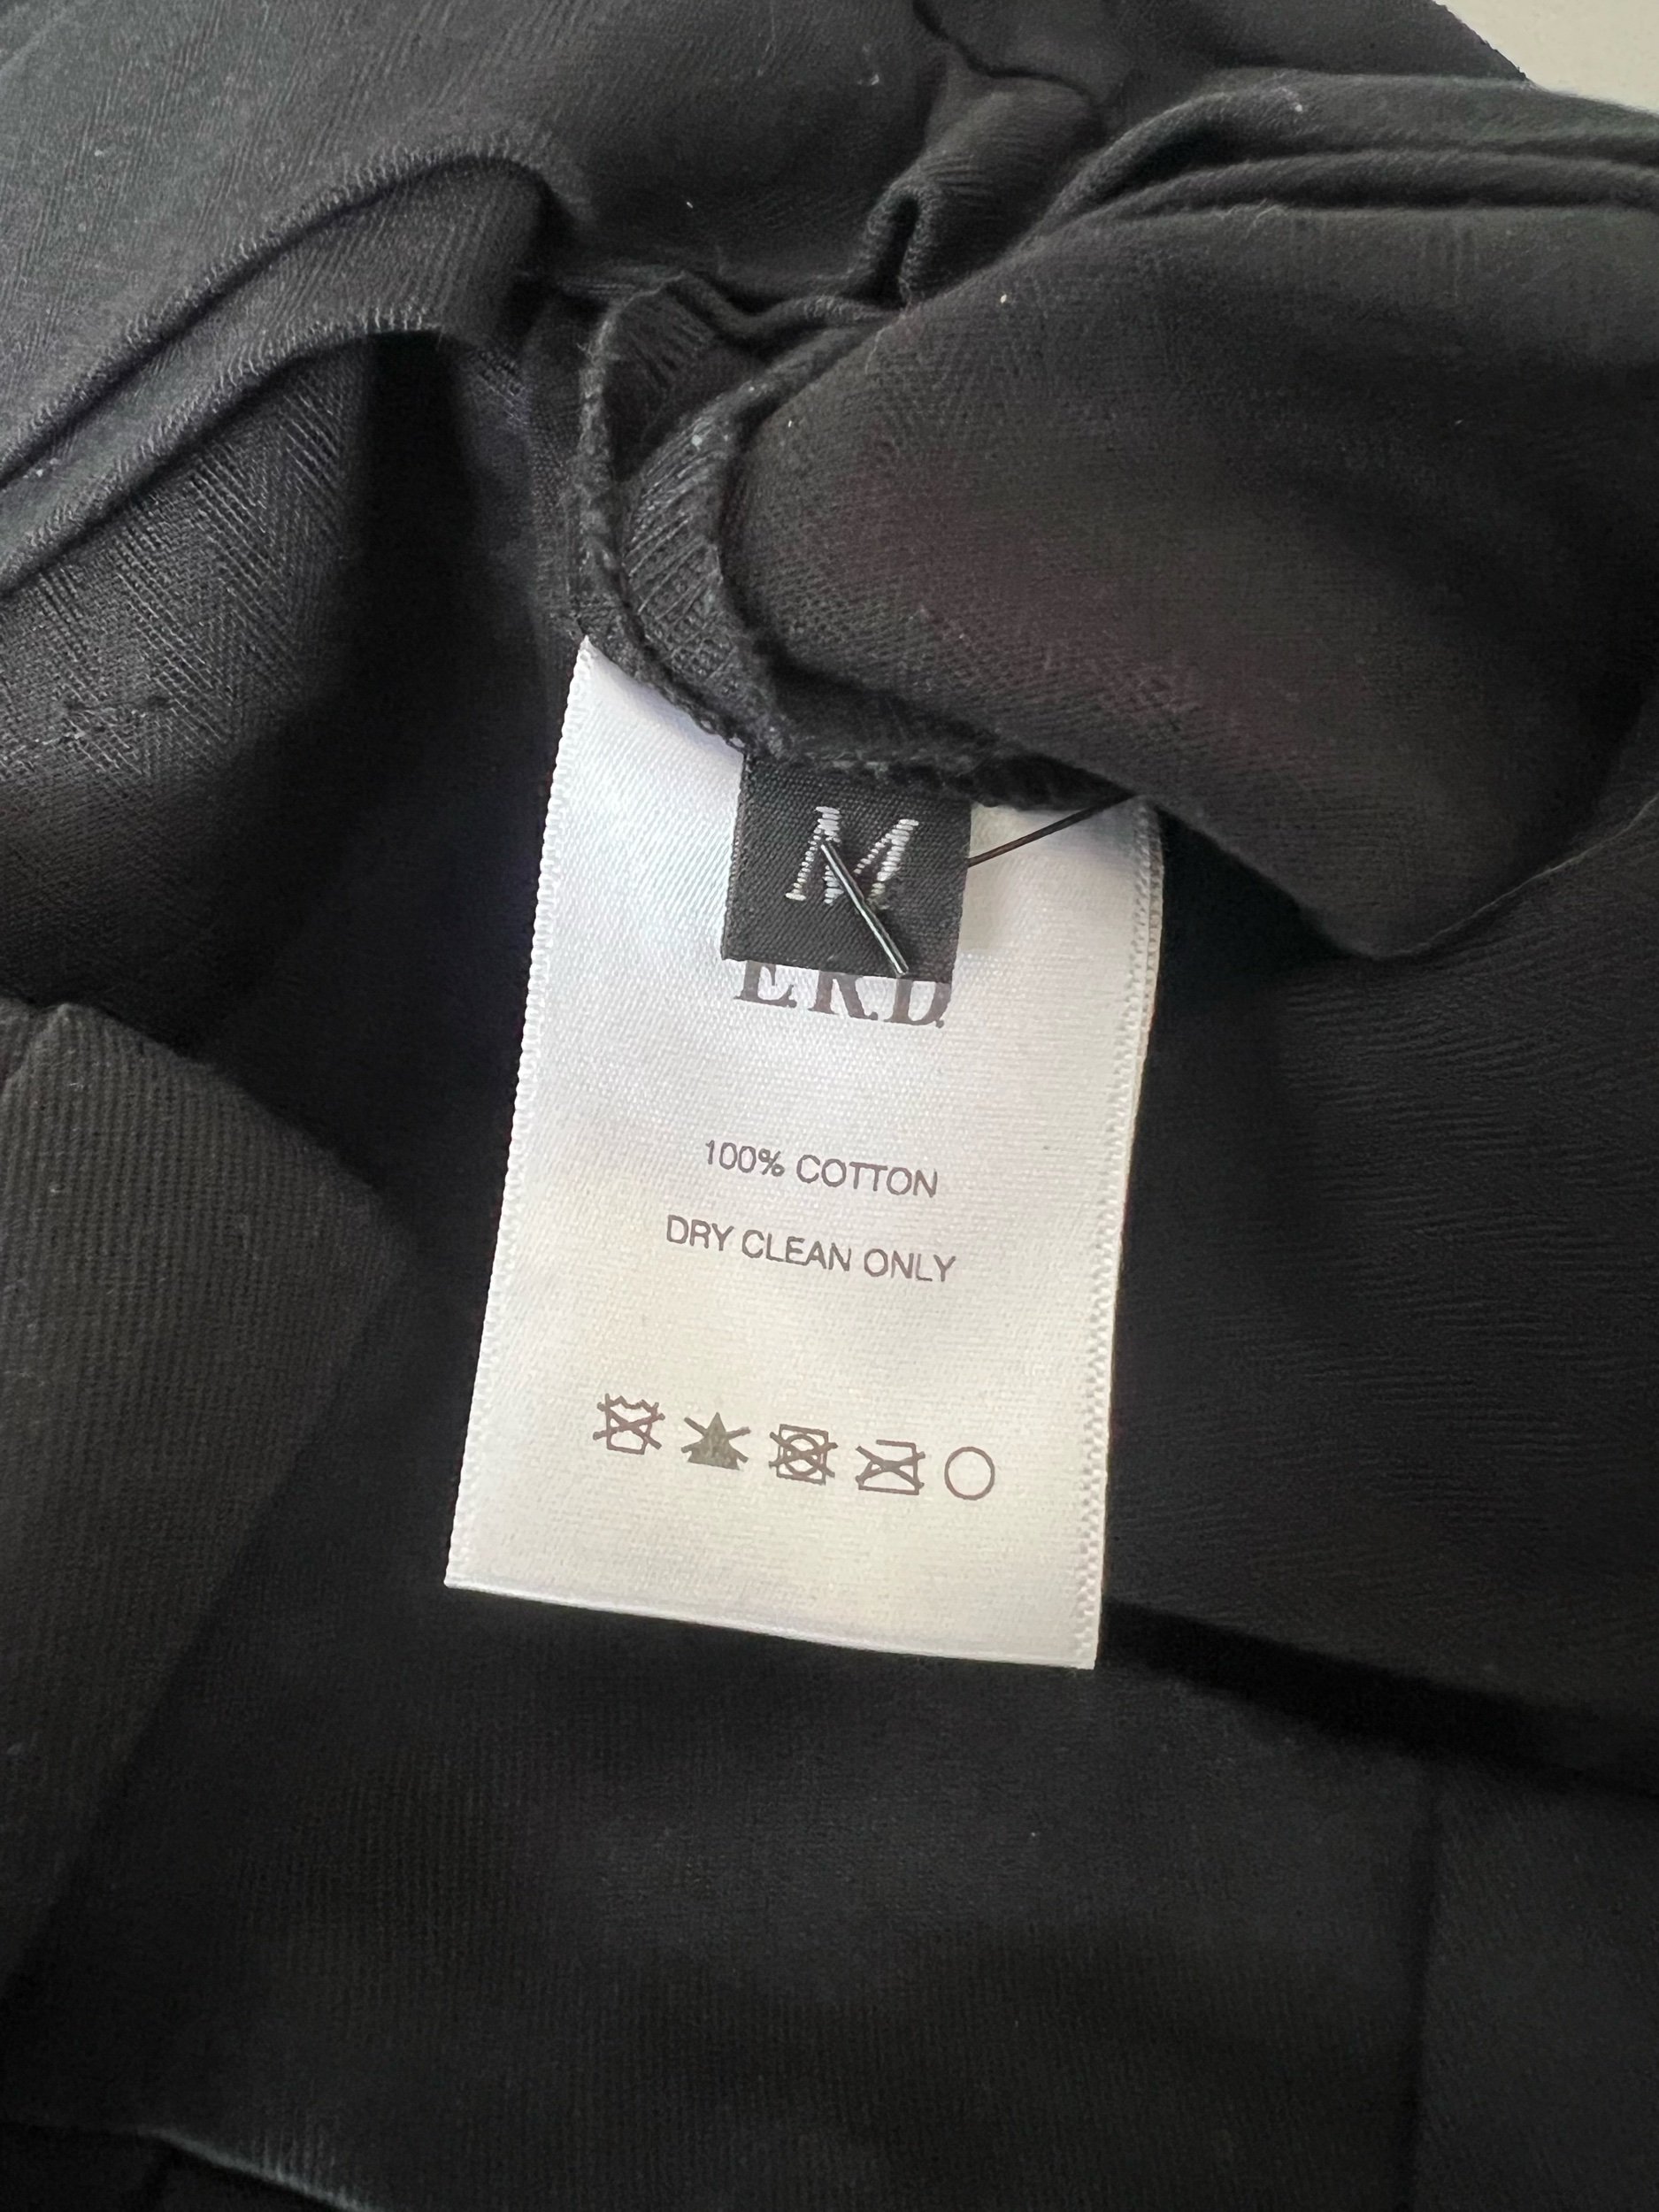 M
E.R.D.
100% COTTON
DRY CLEAN ONLY